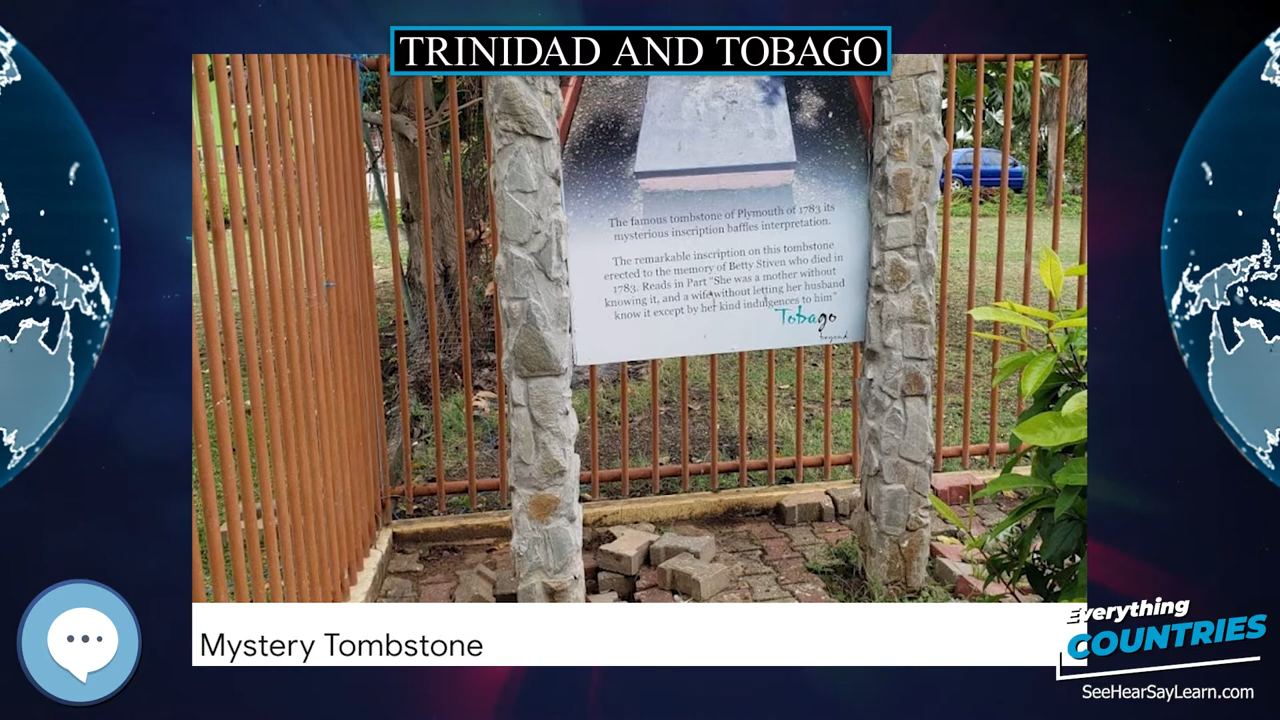 TRINIDAD AND TOBAGO
The famous tombstone of Plymouth of 1783 its
mysterious inscription baffles interpretation.
The remarkable inscription on this tombstone
erected to the memory of Betty Stiven who died in
1783. Reads in Part "She was a mother without
knowing it, and a wife without letting her husband
know it except by her kind indulgences to him"
Tobago
beyond
Mystery Tombstone
Everything
COUNTRIES
SeeHearSayLearn.com